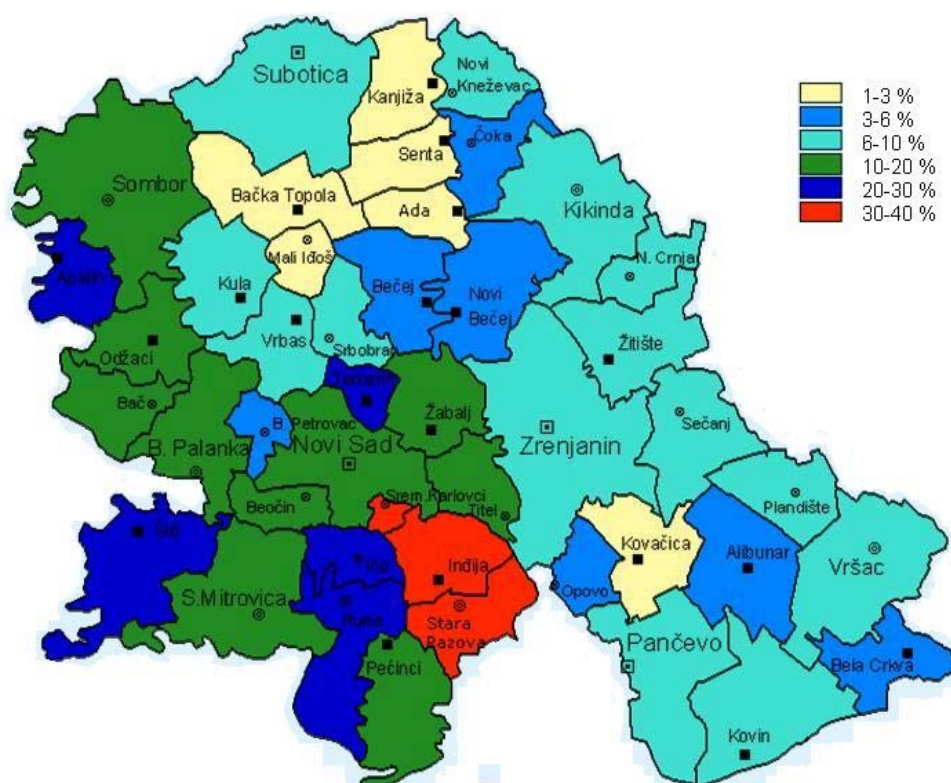 Subotica
Kanjiža
Novi
Kneževac
Čoka
Senta
Ada
Bačka Topola
Mali Iđoš
Sombor
Apatin
Kula
Vrbas
Srbobran
Bečej
Novi
Bečej
Kikinda
N. Crnja
Žitište
Odžaci
Bač
B. Palanka
B. Petrovac
Temerin
Žabalj
Novi Sad
Zrenjanin
Sečanj
Beočin
Srem.Karlovci
Titel
Plandište
Vršac
Šid
Irig
Inđija
Kovačica
Alibunar
Opovo
S.Mitrovica
Ruma
Stara
Pazova
Pećinci
Pančevo
Bela Crkva
Kovin
1-3 %
3-6 %
6-10 %
10-20 %
20-30 %
30-40 %